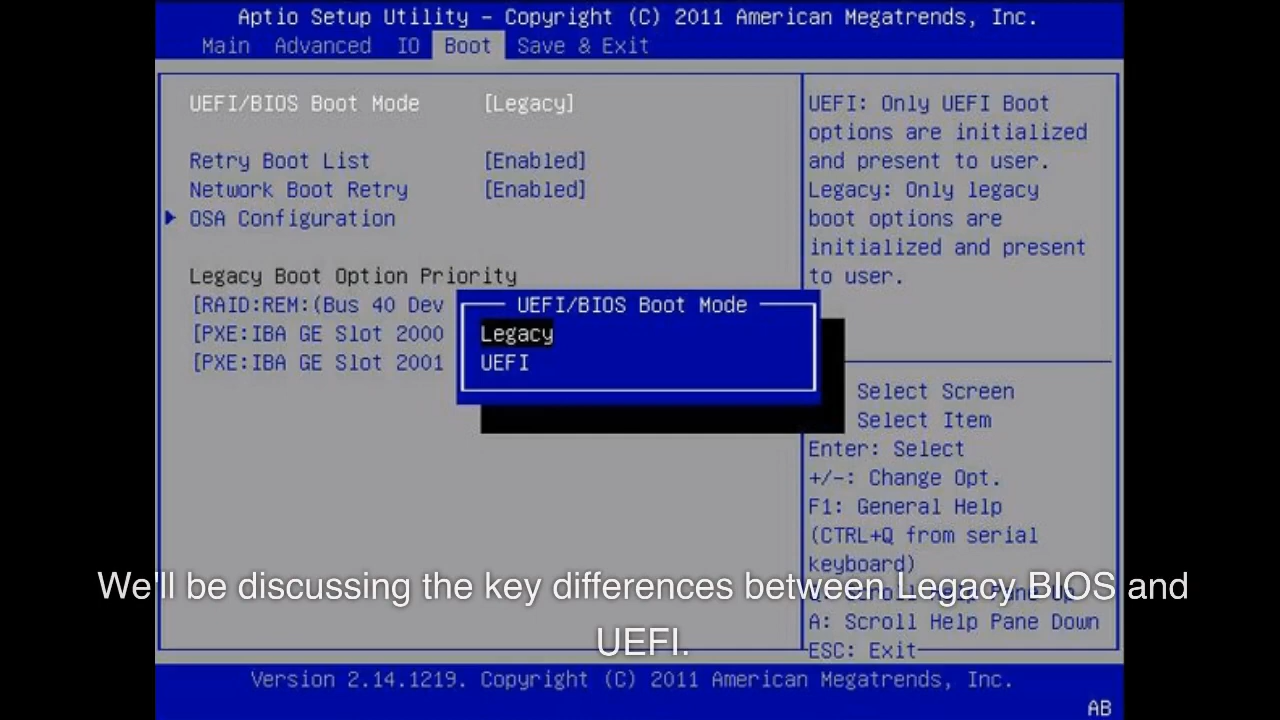 Aptio Setup Utility – Copyright (C) 2011 American Megatrends, Inc.
Main Advanced IO Boot Save & Exit
UEFI/BIOS Boot Mode [Legacy]
Retry Boot List [Enabled]
Network Boot Retry [Enabled]
OSA Configuration
Legacy Boot Option Priority
[RAID:REM:(Bus 40 Dev
[PXE:IBA GE Slot 2000
[PXE:IBA GE Slot 2001
UEFI/BIOS Boot Mode
Legacy
UEFI
UEFI: Only UEFI Boot
options are initialized
and present to user.
Legacy: Only legacy
boot options are
initialized and present
to user.
Select Screen
Select Item
Enter: Select
+/-: Change Opt.
F1: General Help
(CTRL+Q from serial
keyboard)
Q: Scroll Help Pane Up
A: Scroll Help Pane Down
ESC: Exit
We'll be discussing the key differences between Legacy BIOS and
UEFI.
Version 2.14.1219. Copyright (C) 2011 American Megatrends, Inc.
AB